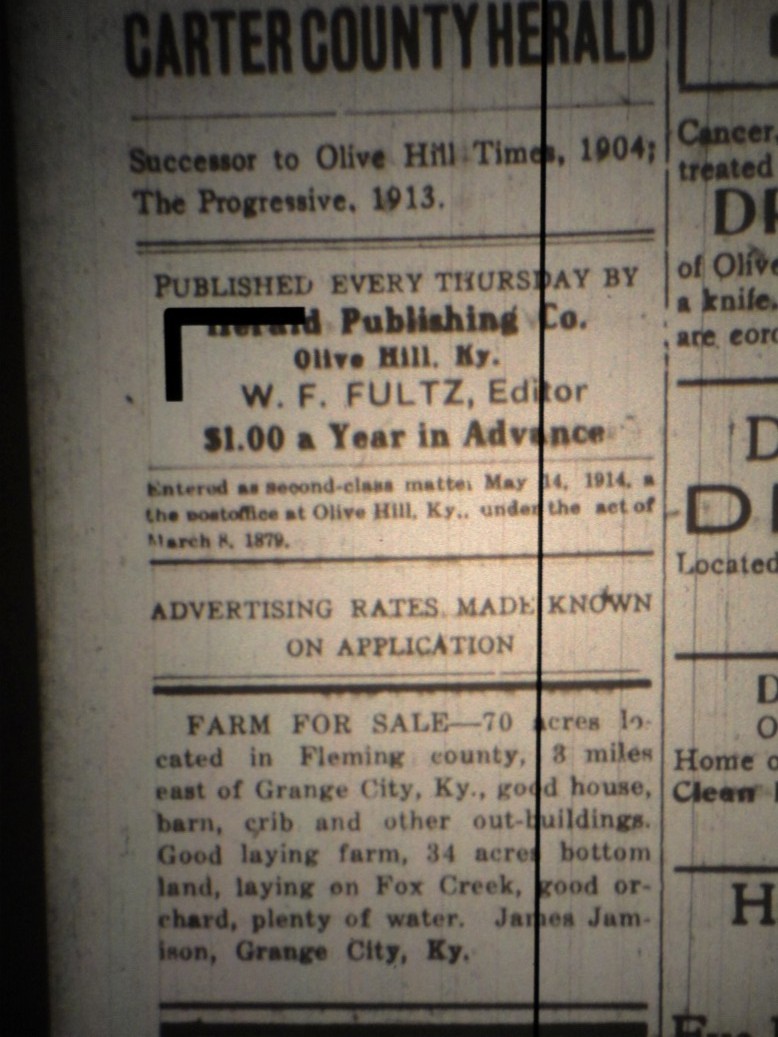 CARTER COUNTY HERALD
Successor to Olive Hill Times, 1904;
The Progressive, 1913.
PUBLISHED EVERY THURSDAY BY
Herald Publishing Co.
Olive Hill, Ky.
W. F. FULTZ, Editor
$1.00 a Year in Advance
Entered as second-class matter May 14, 1914, a
the postoffice at Olive Hill, Ky., under the act of
March 8, 1879.
ADVERTISING RATES MADE KNOWN
ON APPLICATION
FARM FOR SALE—70 acres lo-
cated in Fleming county, 3 miles
east of Grange City, Ky., good house,
barn, crib and other out-buildings.
Good laying farm, 34 acres bottom
land, laying on Fox Creek, good or-
chard, plenty of water. James Jam-
ison, Grange City, Ky.
Cancer,
treated
of Olive
a knife.
are
D
Located
D
O
Home o
Clean
H